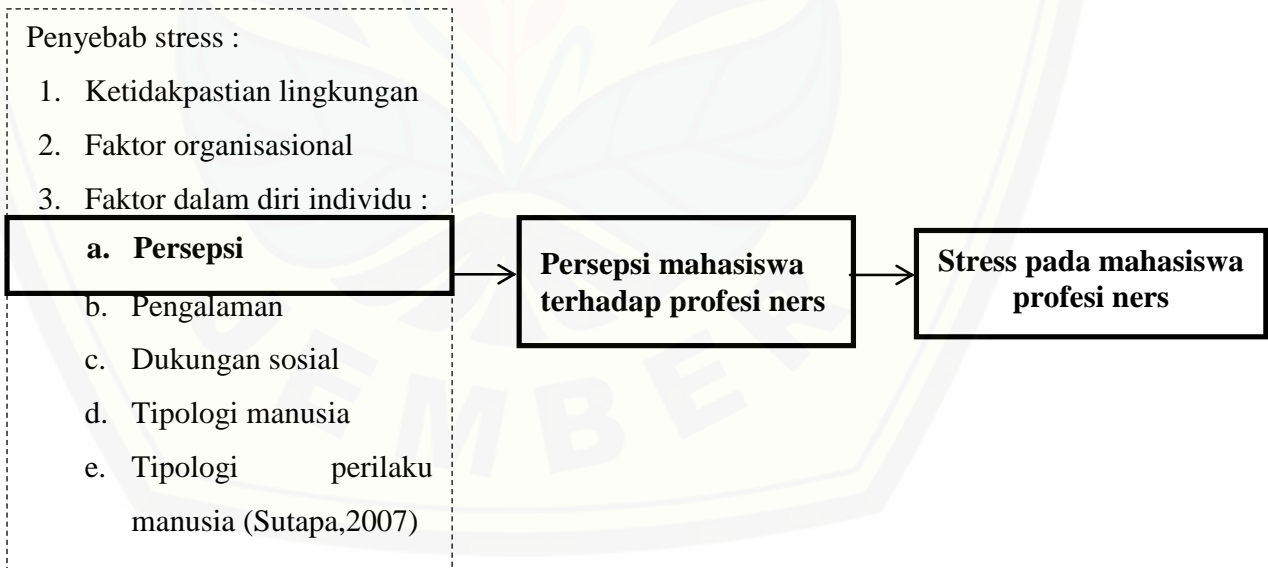 Penyebab stress :
1. Ketidakpastian lingkungan
2. Faktor organisasional
3. Faktor dalam diri individu :
a. Persepsi
b. Pengalaman
c. Dukungan sosial
d. Tipologi manusia
e. Tipologi perilaku
manusia (Sutapa,2007)
Persepsi mahasiswa
terhadap profesi ners
Stress pada mahasiswa
profesi ners
JEMBER